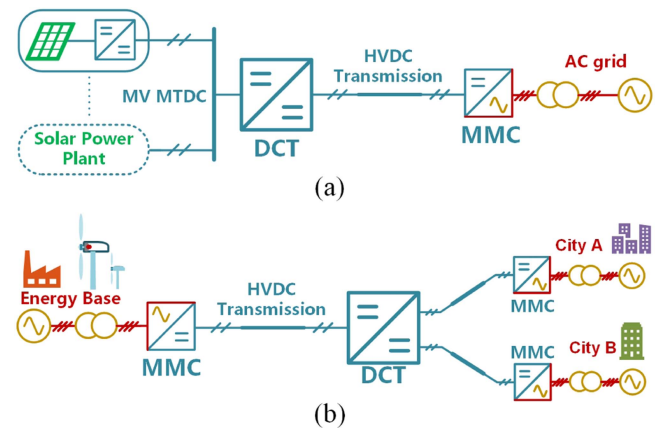 HVDC
Transmission
AC grid
MV MTDC
Solar Power
Plant
DCT
MMC
(a)
City A
Energy Base
HVDC
Transmission
MMC
MMC
City B
MMC
DCT
MMC
(b)